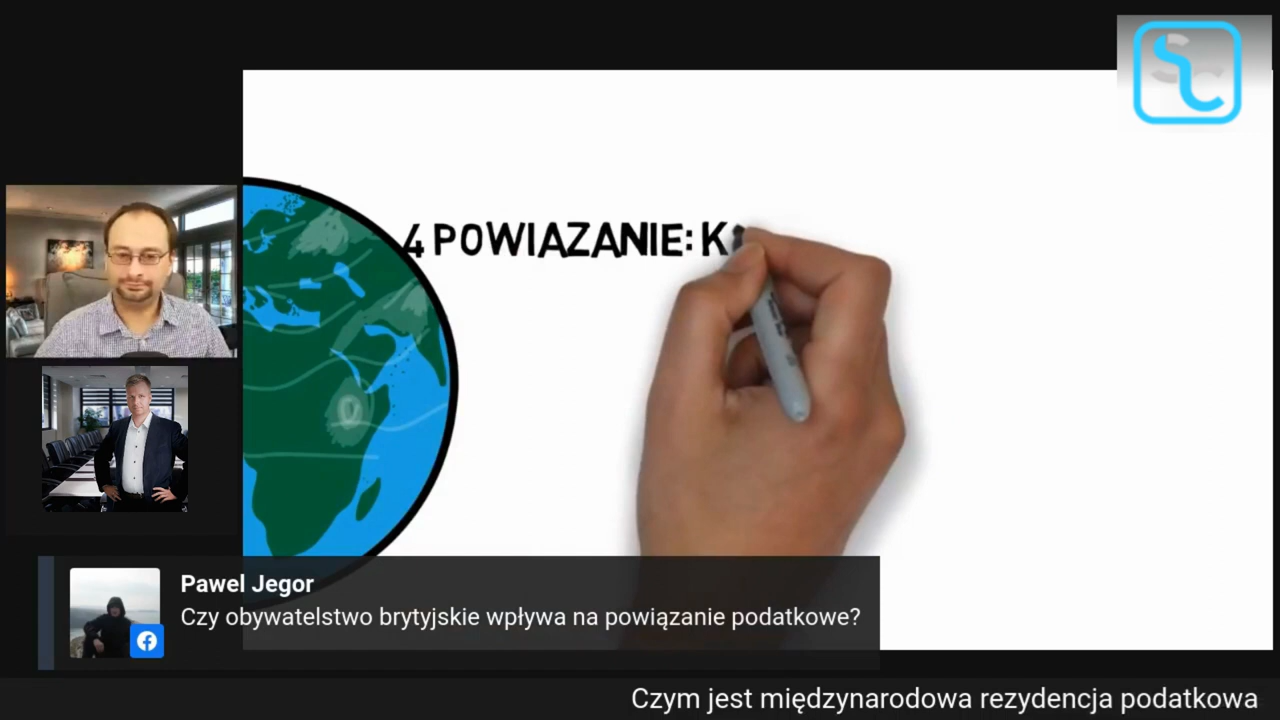 4 POWIAZANIE: K
Pawel Jegor
Czy obywatelstwo brytyjskie wpływa na powiązanie podatkowe?
Czym jest międzynarodowa rezydencja podatkowa